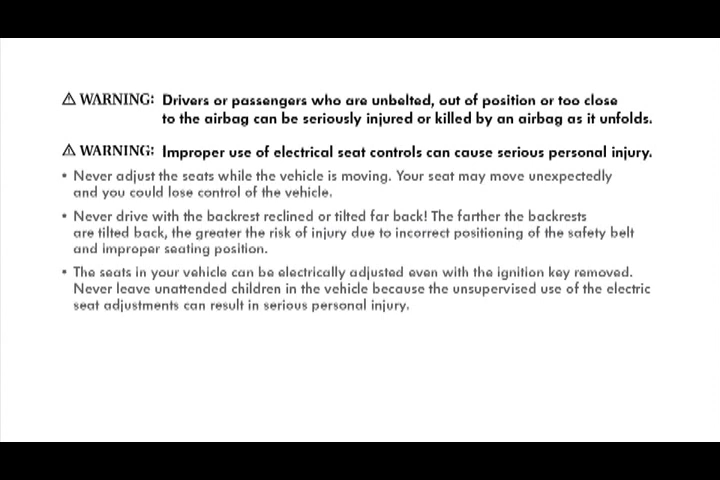 ⚠ WARNING: Drivers or passengers who are unbelted, out of position or too close
to the airbag can be seriously injured or killed by an airbag as it unfolds.
⚠ WARNING: Improper use of electrical seat controls can cause serious personal injury.
• Never adjust the seats while the vehicle is moving. Your seat may move unexpectedly
and you could lose control of the vehicle.
• Never drive with the backrest reclined or tilted far back! The farther the backrests
are tilted back, the greater the risk of injury due to incorrect positioning of the safety belt
and improper seating position.
• The seats in your vehicle can be electrically adjusted even with the ignition key removed.
Never leave unattended children in the vehicle because the unsupervised use of the electric
seat adjustments can result in serious personal injury.